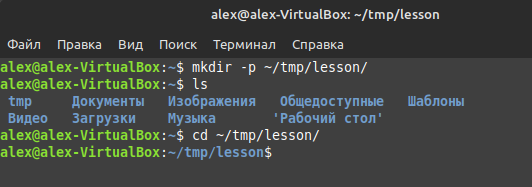 alex@alex-VirtualBox: ~/tmp/lesson
Файл Правка Вид Поиск Терминал Справка
alex@alex-VirtualBox:~$ mkdir -p ~/tmp/lesson/
alex@alex-VirtualBox:~$ ls
tmp Документы Изображения Общедоступные Шаблоны
Видео Загрузки Музыка 'Рабочий стол'
alex@alex-VirtualBox:~$ cd ~/tmp/lesson/
alex@alex-VirtualBox:~/tmp/lesson$